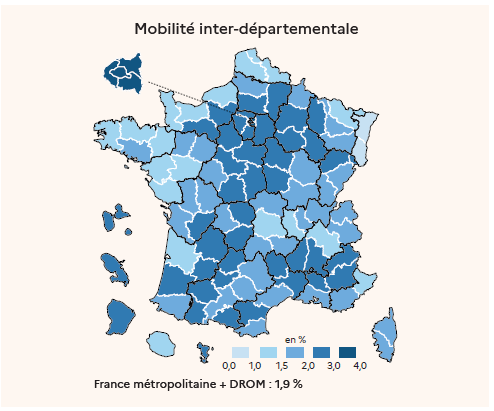 Mobilité inter-départementale
en %
0,0 1,0 1,5 2,0 3,0 4,0
France métropolitaine + DROM : 1,9 %